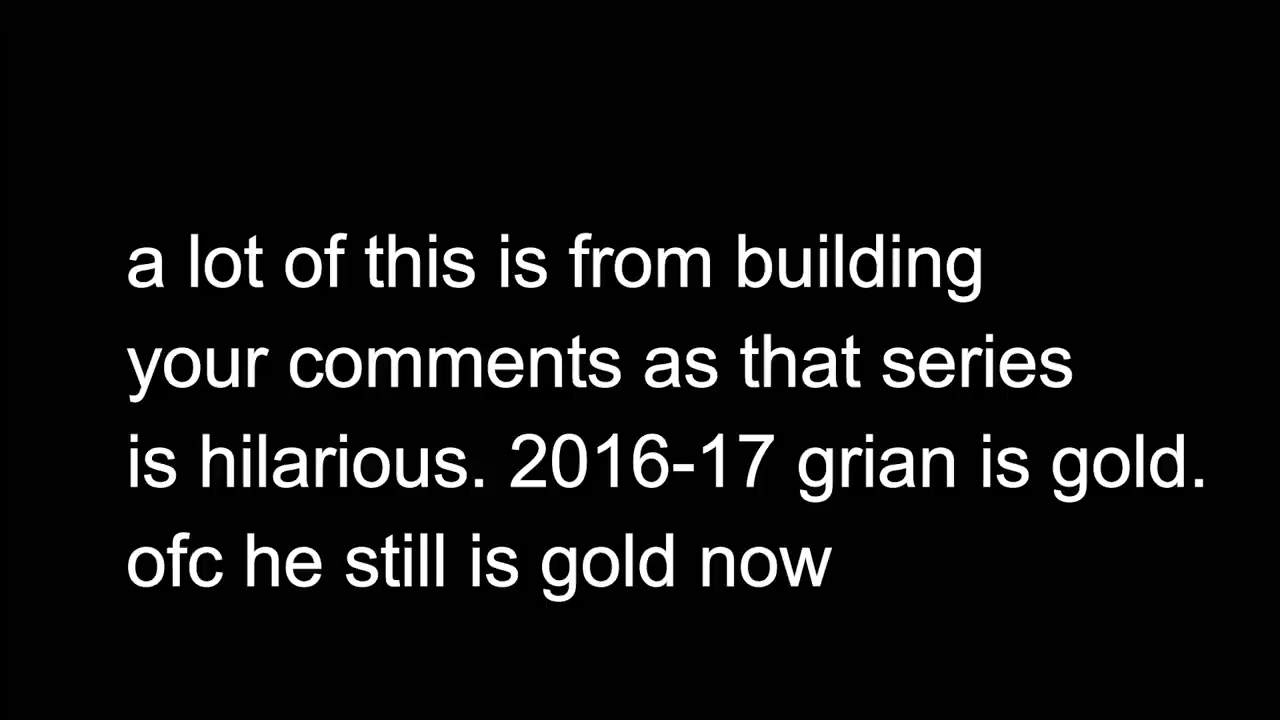 a lot of this is from building
your comments as that series
is hilarious. 2016-17 grian is gold.
ofc he still is gold now